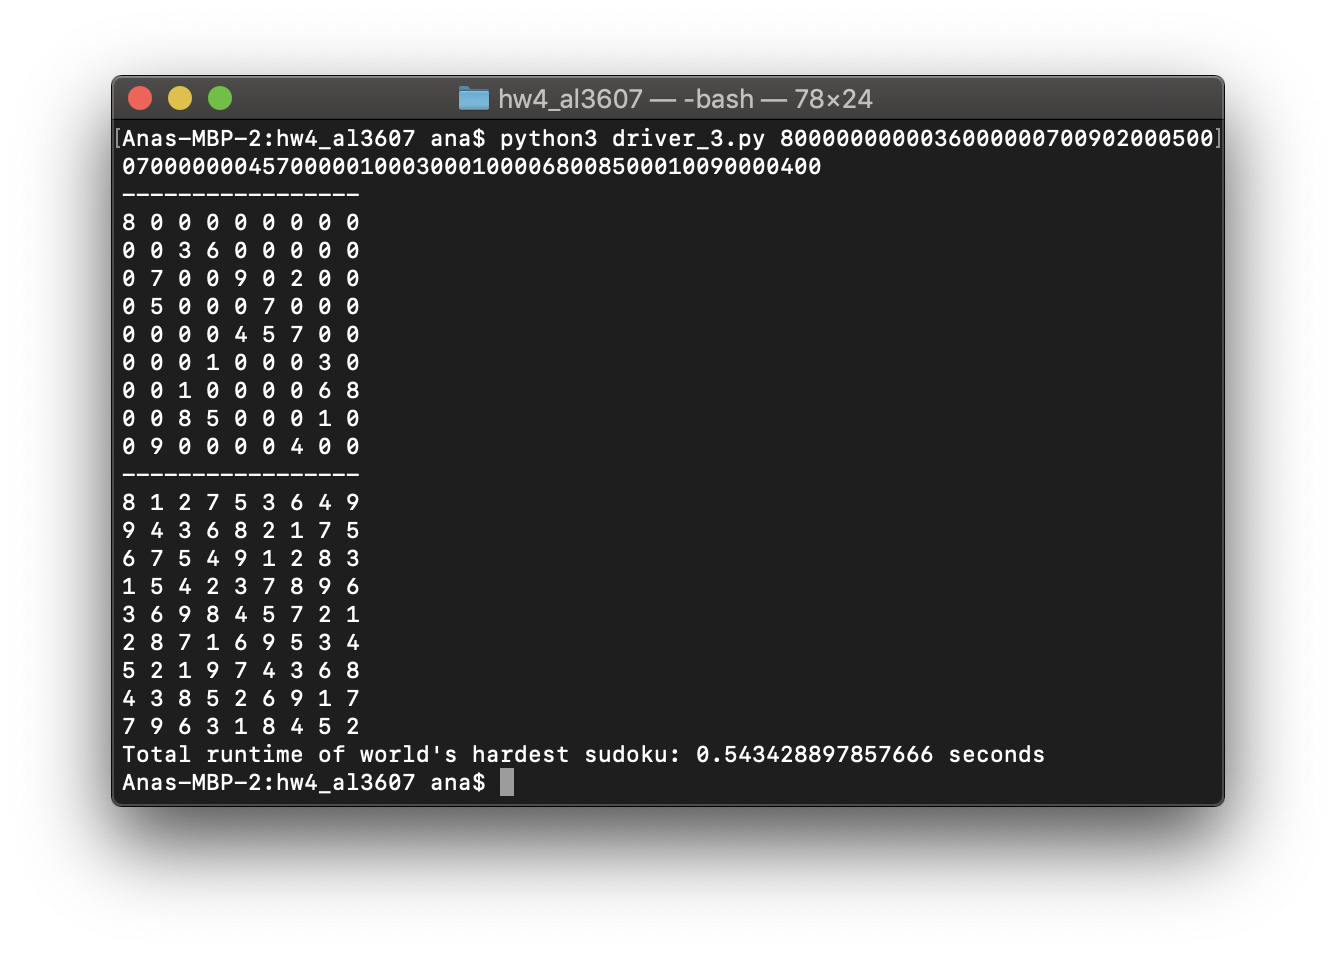 hw4_al3607 — -bash — 78×24
[Anas-MBP-2:hw4_al3607 ana$ python3 driver_3.py 8000000000036000000700902000500]
07000000045700000100030001000068008500010090000400
-----------------
8 0 0 0 0 0 0 0 0
0 0 3 6 0 0 0 0 0
0 7 0 0 9 0 2 0 0
0 5 0 0 0 7 0 0 0
0 0 0 0 4 5 7 0 0
0 0 0 1 0 0 0 3 0
0 0 1 0 0 0 0 6 8
0 0 8 5 0 0 0 1 0
0 9 0 0 0 0 4 0 0
-----------------
8 1 2 7 5 3 6 4 9
9 4 3 6 8 2 1 7 5
6 7 5 4 9 1 2 8 3
1 5 4 2 3 7 8 9 6
3 6 9 8 4 5 7 2 1
2 8 7 1 6 9 5 3 4
5 2 1 9 7 4 3 6 8
4 3 8 5 2 6 9 1 7
7 9 6 3 1 8 4 5 2
Total runtime of world's hardest sudoku: 0.543428897857666 seconds
Anas-MBP-2:hw4_al3607 ana$